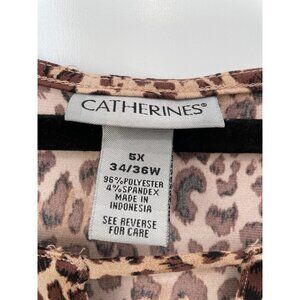 CATHERINES®
5X
34/36W
96% POLYESTER
4% SPANDEX
MADE IN
INDONESIA
SEE REVERSE
FOR CARE